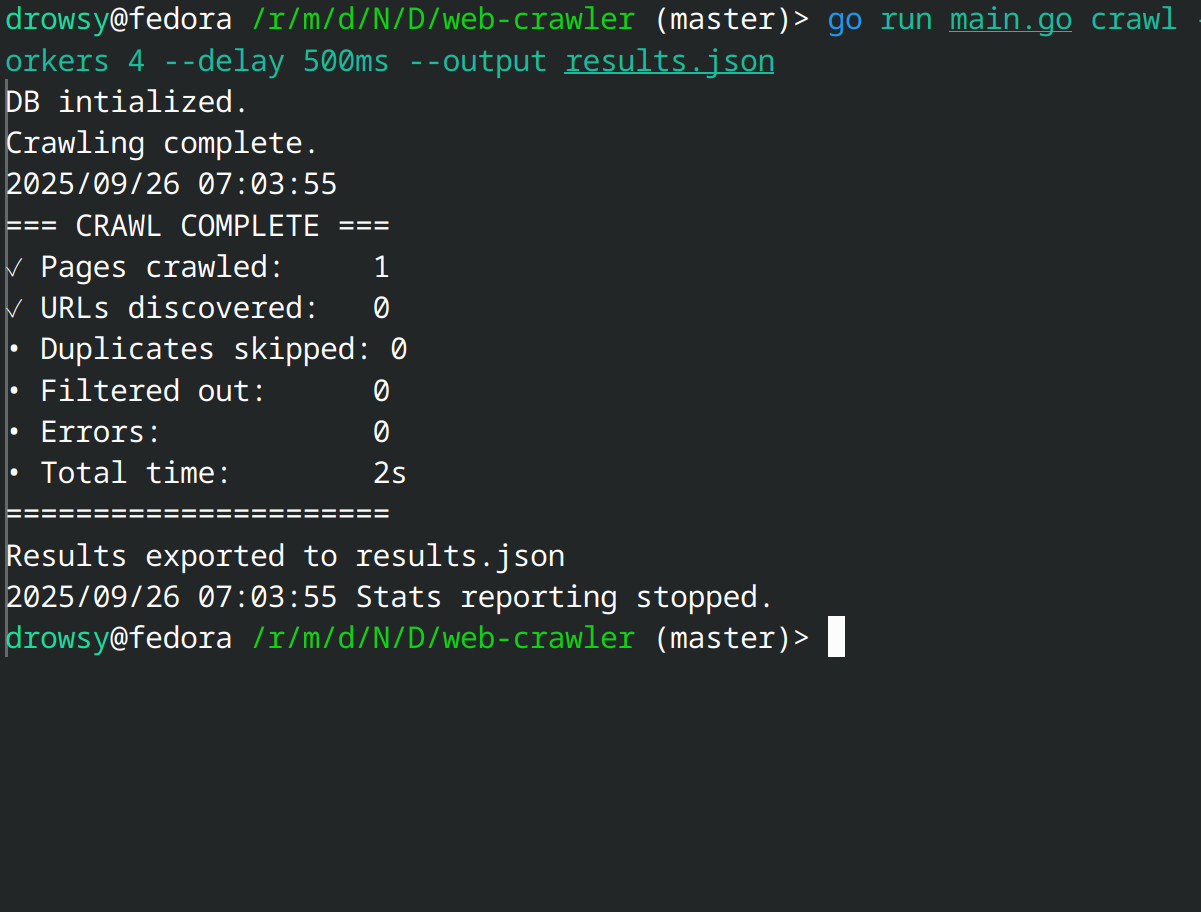 drowsy@fedora /r/m/d/N/D/web-crawler (master)> go run main.go crawl
orkers 4 --delay 500ms --output results.json
DB intialized.
Crawling complete.
2025/09/26 07:03:55
=== CRAWL COMPLETE ===
✓ Pages crawled: 1
✓ URLs discovered: 0
• Duplicates skipped: 0
• Filtered out: 0
• Errors: 0
• Total time: 2s
======================
Results exported to results.json
2025/09/26 07:03:55 Stats reporting stopped.
drowsy@fedora /r/m/d/N/D/web-crawler (master)>